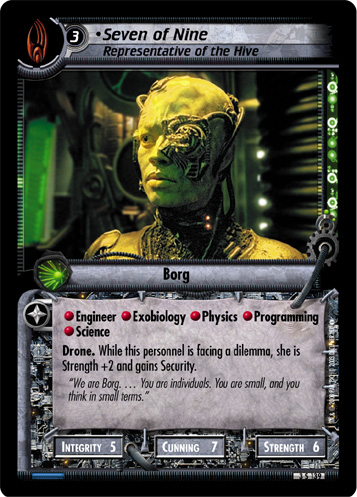 3
•Seven of Nine
Representative of the Hive
Borg
Engineer Exobiology Physics Programming
Science
Drone. While this personnel is facing a dilemma, she is
Strength +2 and gains Security.
"We are Borg. … You are individuals. You are small, and you
think in small terms."
INTEGRITY 5 CUNNING 7 STRENGTH 6
3 S 139